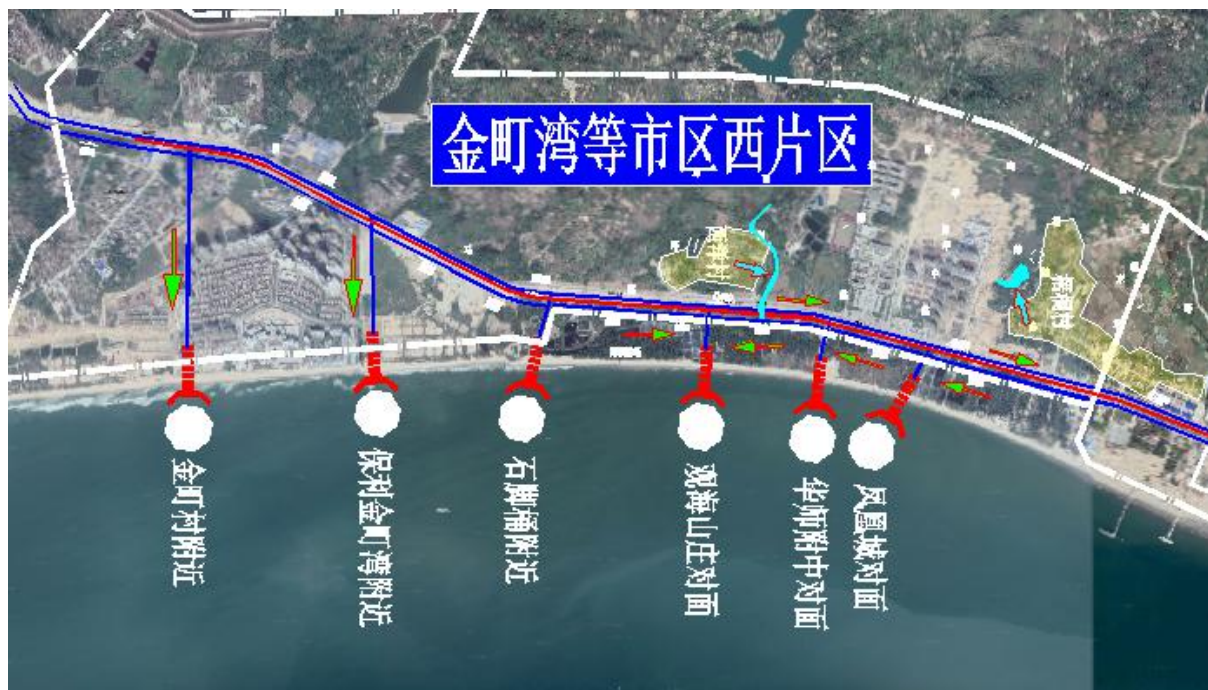 金町湾等市区西片区
金町村附近
保利金町湾附近
石脚桶附近
观海山庄对面
华师附中对面
凤凰城对面